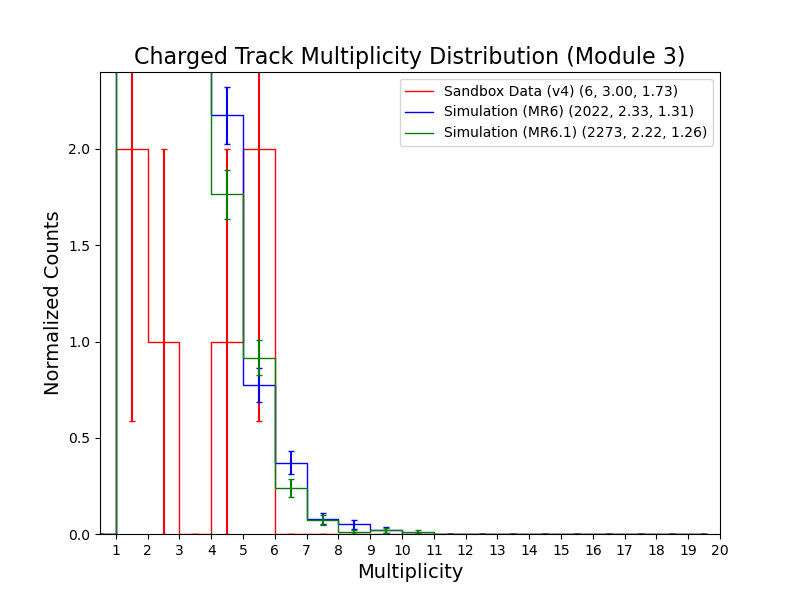 Charged Track Multiplicity Distribution (Module 3)
Sandbox Data (v4) (6, 3.00, 1.73)
Simulation (MR6) (2022, 2.33, 1.31)
Simulation (MR6.1) (2273, 2.22, 1.26)
Normalized Counts
2.0
1.5
1.0
0.5
0.0
1 2 3 4 5 6 7 8 9 10 11 12 13 14 15 16 17 18 19 20
Multiplicity